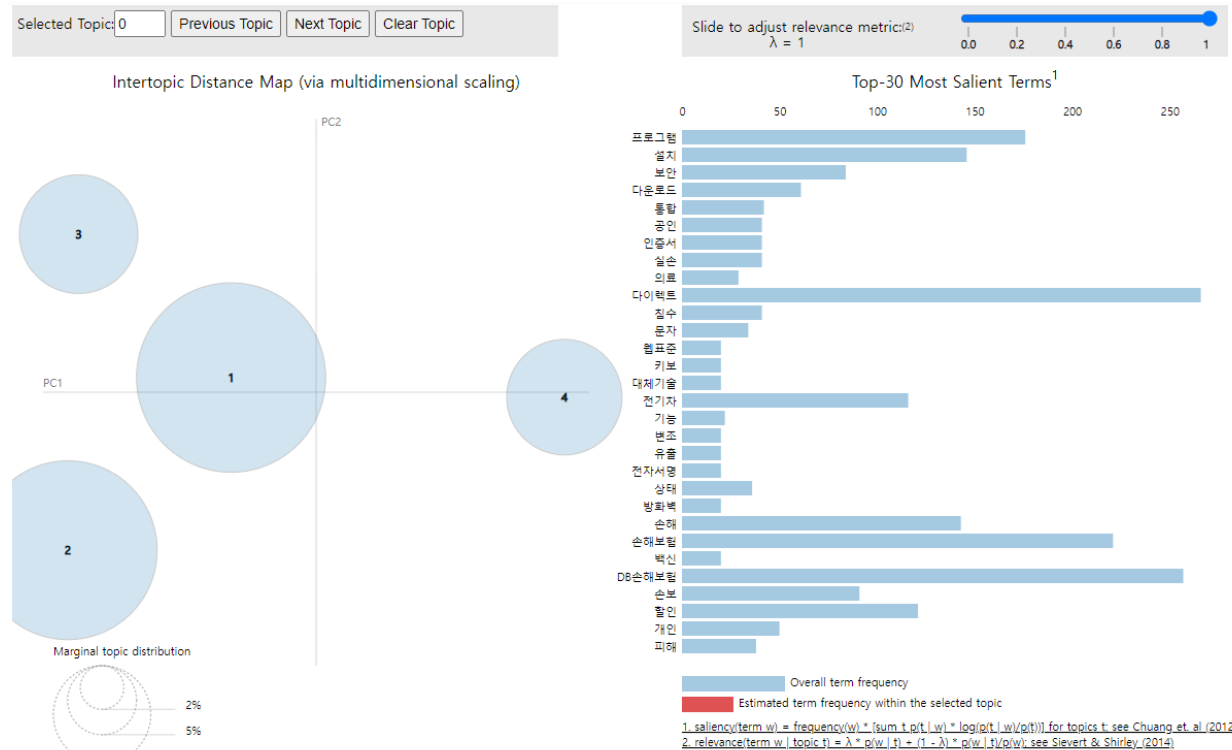 Selected Topic: 0 Previous Topic Next Topic Clear Topic
Slide to adjust relevance metric:(2)
λ = 1
0.0 0.2 0.4 0.6 0.8 1
Intertopic Distance Map (via multidimensional scaling)
PC2
PC1
3
1
4
2
Marginal topic distribution
2%
5%
Top-30 Most Salient Terms1
0 50 100 150 200 250
프로그램
설치
보안
다운로드
통합
공인
인증서
실손
의료
다이렉트
침수
문자
웹표준
키보
대체기술
전기차
기능
변조
유출
전자서명
상태
방화벽
손해
손해보험
백신
DB손해보험
손보
할인
개인
피해
Overall term frequency
Estimated term frequency within the selected topic
1. saliency(term w) = frequency(w) * [sum_t p(t | w) * log(p(t | w)/p(t))] for topics t; see Chuang et. al (2012
2. relevance(term w | topic t) = λ * p(w | t) + (1 - λ) * p(w | t)/p(w); see Sievert & Shirley (2014)